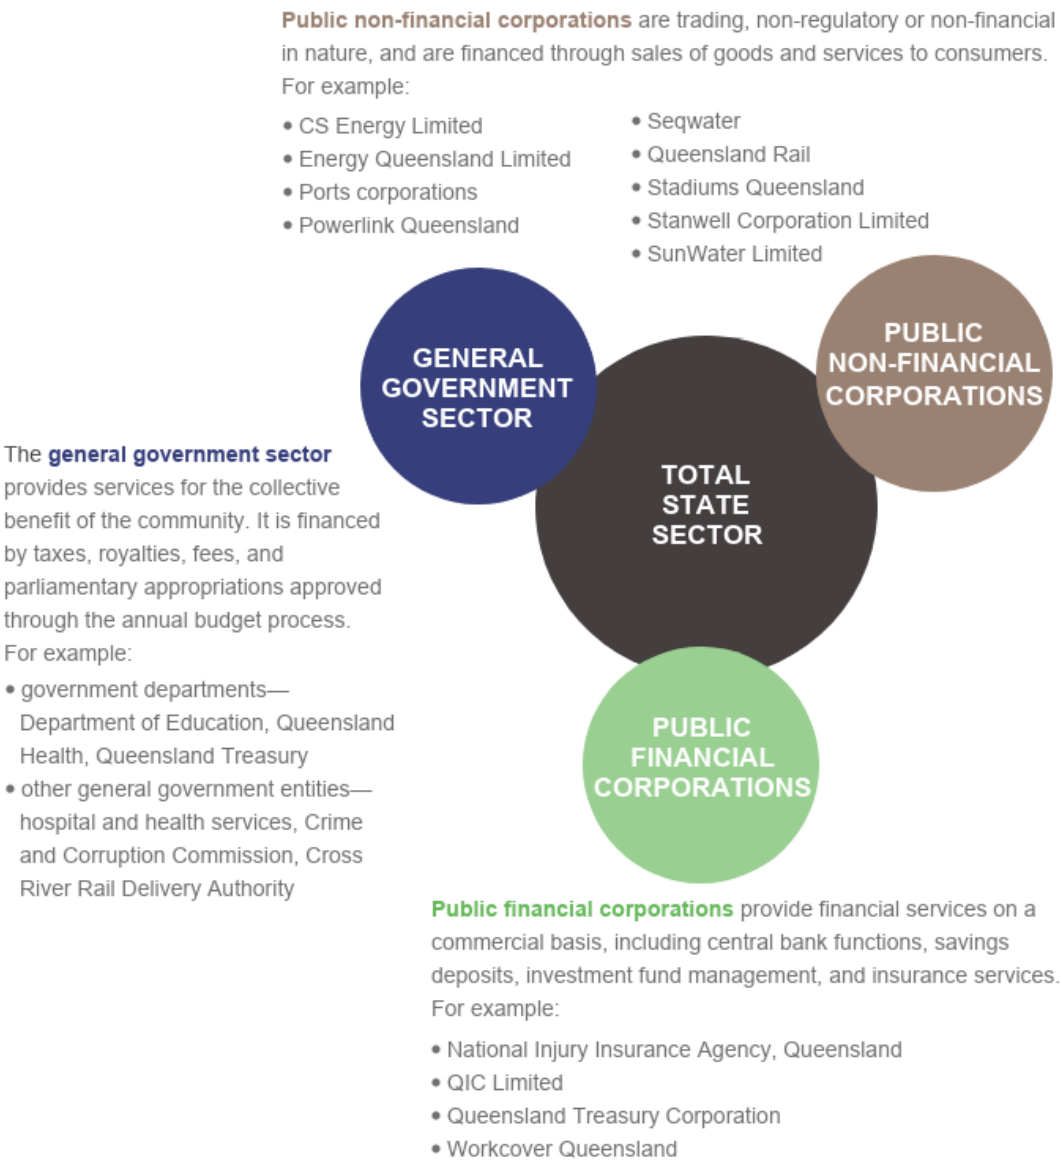 Public non-financial corporations are trading, non-regulatory or non-financial
in nature, and are financed through sales of goods and services to consumers.
For example:
• CS Energy Limited
• Energy Queensland Limited
• Ports corporations
• Powerlink Queensland
• Seqwater
• Queensland Rail
• Stadiums Queensland
• Stanwell Corporation Limited
• SunWater Limited
GENERAL
GOVERNMENT
SECTOR
PUBLIC
NON-FINANCIAL
CORPORATIONS
TOTAL
STATE
SECTOR
The general government sector
provides services for the collective
benefit of the community. It is financed
by taxes, royalties, fees, and
parliamentary appropriations approved
through the annual budget process.
For example:
• government departments—
Department of Education, Queensland
Health, Queensland Treasury
• other general government entities—
hospital and health services, Crime
and Corruption Commission, Cross
River Rail Delivery Authority
PUBLIC
FINANCIAL
CORPORATIONS
Public financial corporations provide financial services on a
commercial basis, including central bank functions, savings
deposits, investment fund management, and insurance services.
For example:
• National Injury Insurance Agency, Queensland
• QIC Limited
• Queensland Treasury Corporation
• Workcover Queensland